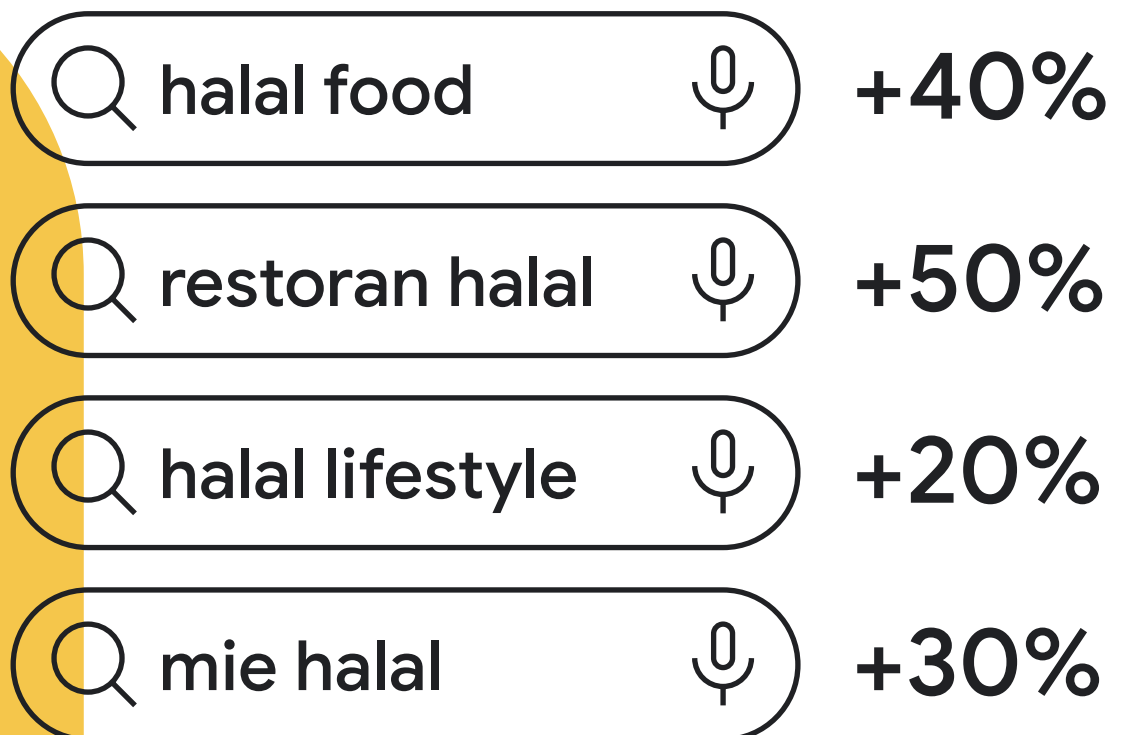 halal food +40%
restoran halal +50%
halal lifestyle +20%
mie halal +30%